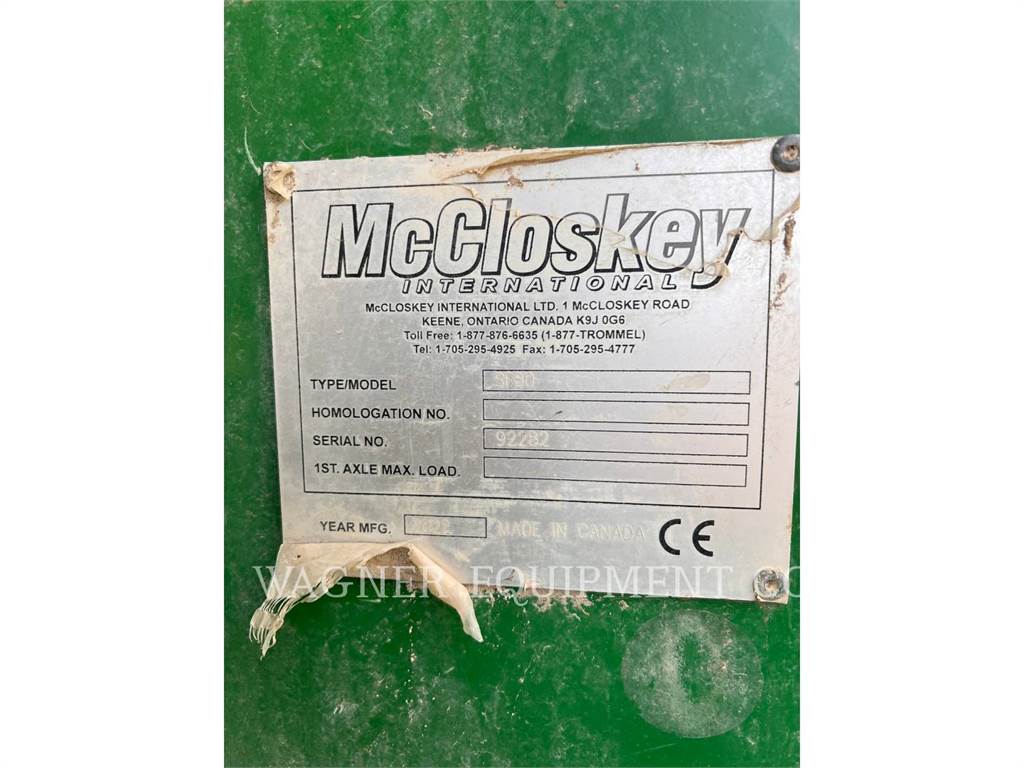 McCloskey
INTERNATIONAL
McCLOSKEY INTERNATIONAL LTD. 1 McCLOSKEY ROAD
KEENE, ONTARIO CANADA K9J 0G6
Toll Free: 1-877-876-6635 (1-877-TROMMEL)
Tel: 1-705-295-4925 Fax: 1-705-295-4777
TYPE/MODEL
HOMOLOGATION NO.
SERIAL NO. 92282
1ST. AXLE MAX. LOAD.
YEAR MFG. MADE IN CANADA CE
WAGNER EQUIPMENT CO